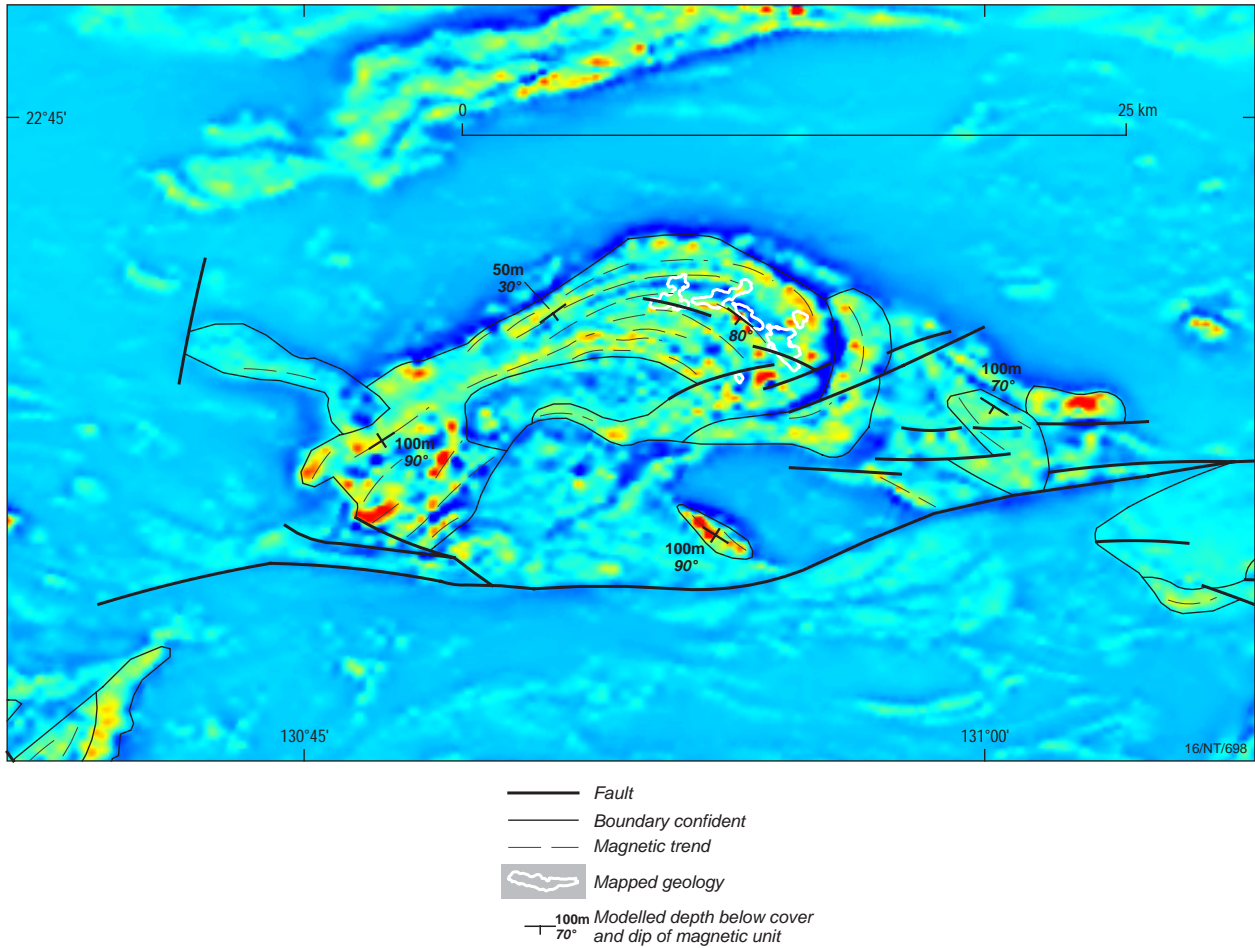 0
25 km
22°45'
50m
30°
80°
100m
70°
100m
90°
100m
90°
130°45'
131°00'
16/NT/698
Fault
Boundary confident
Magnetic trend
Mapped geology
100m
70°
Modelled depth below cover
and dip of magnetic unit